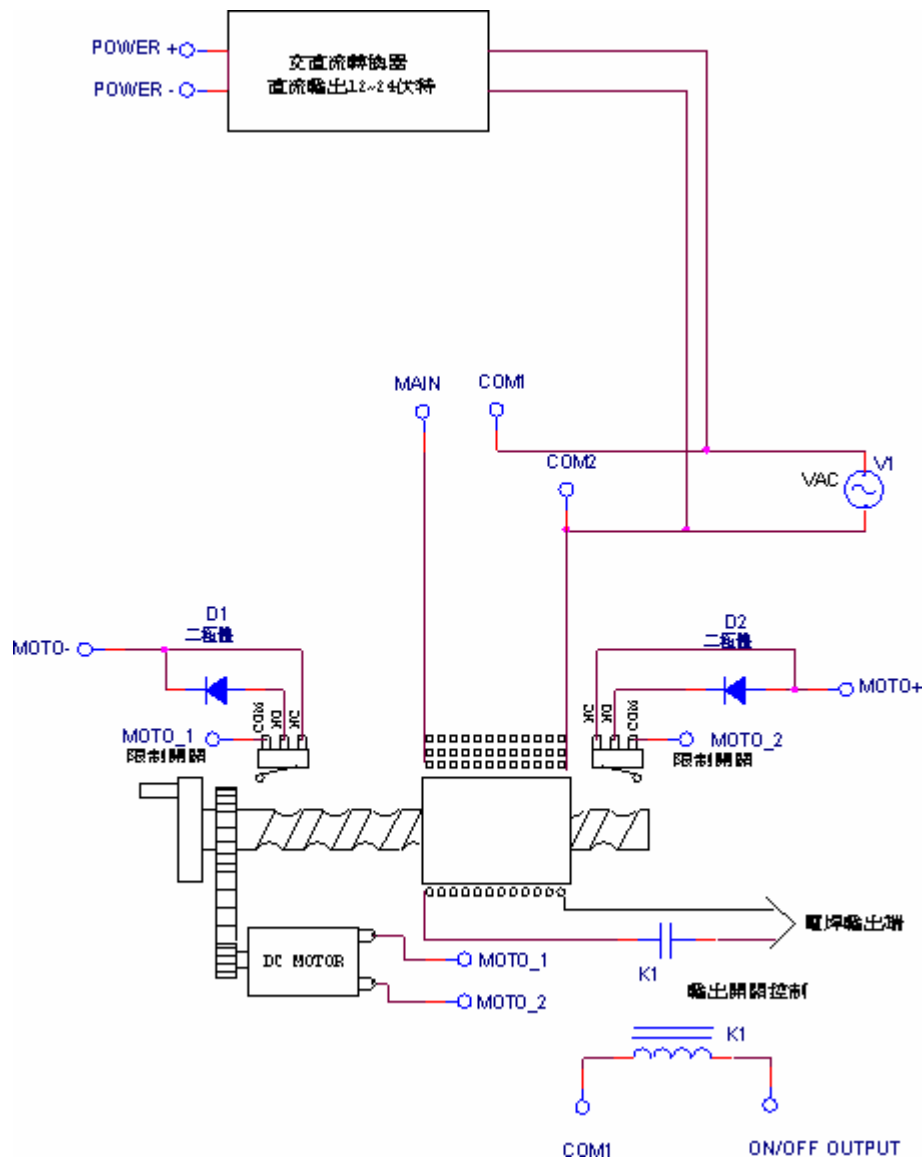 POWER +
POWER -
交直流轉換器
直流輸出12~24伏特
MAIN
COM1
COM2
V1
VAC
D1
二極體
MOTO-
D2
二極體
MOTO+
MOTO_1
限制開關
MOTO_2
限制開關
DC MOTOR
MOTO_1
MOTO_2
電焊輸出端
K1
輸出開關控制
K1
COM1
ON/OFF OUTPUT